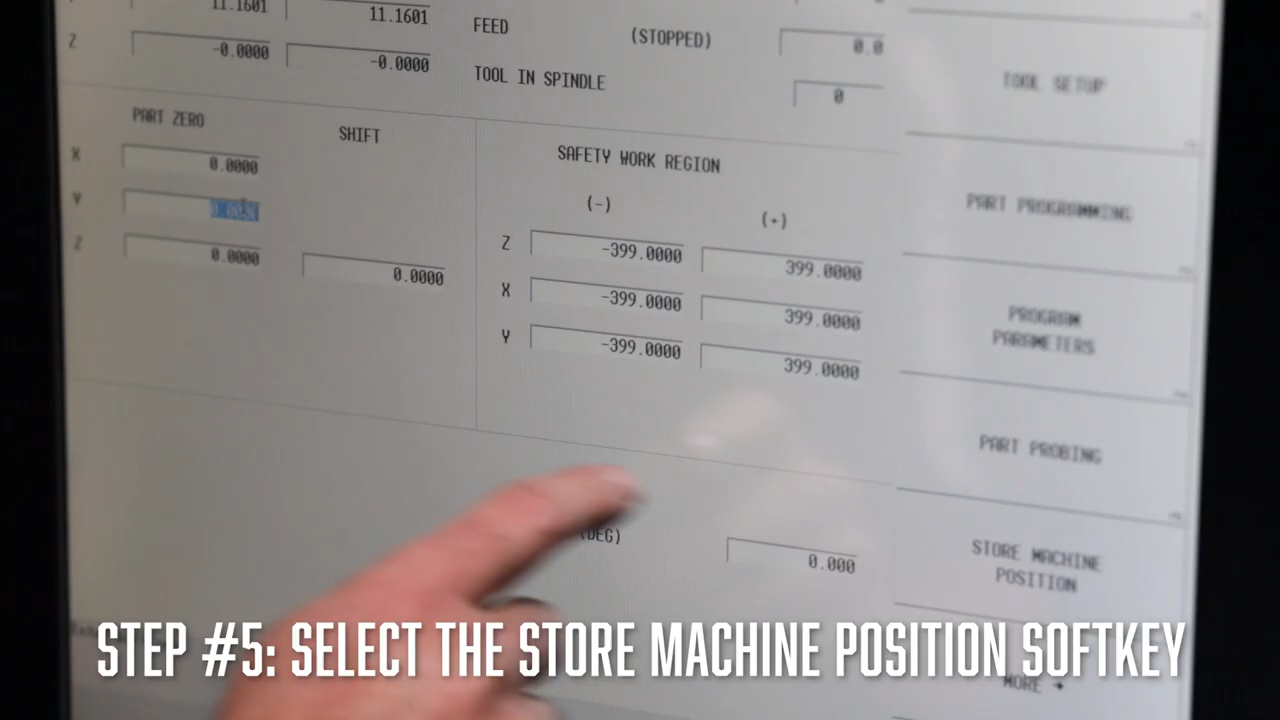 11.1601 11.1601
Z -0.0000 -0.0000
FEED (STOPPED) 0.0
TOOL IN SPINDLE 0
TOOL SETUP
PART ZERO
SHIFT
X 0.0000
Y
Z 0.0000 0.0000
SAFETY WORK REGION
(-) (+)
Z -399.0000 399.0000
X -399.0000 399.0000
Y -399.0000 399.0000
PART PROGRAMMING
PROGRAM
PARAMETERS
PART PROBING
(DEG) 0.000
STORE MACHINE
POSITION
STEP #5: SELECT THE STORE MACHINE POSITION SOFTKEY
MORE →